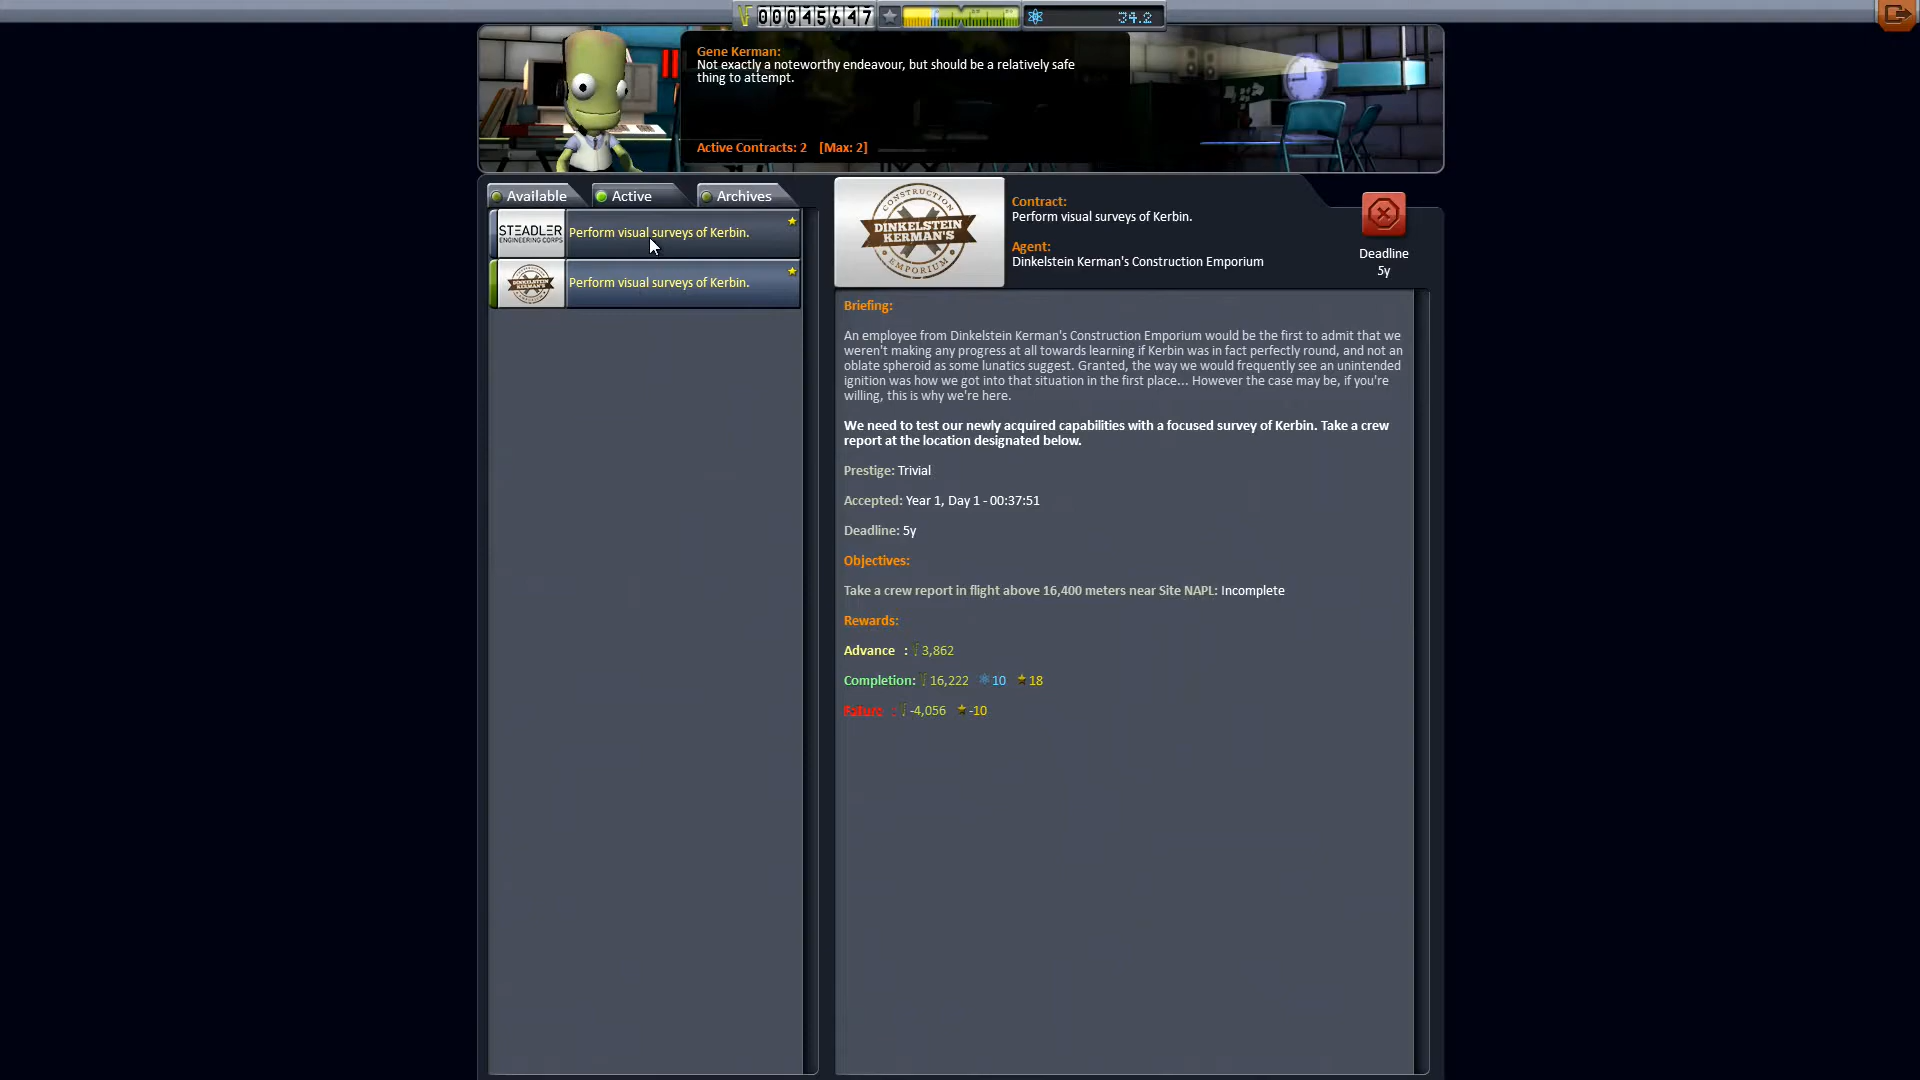 00045647
34.2
Gene Kerman:
Not exactly a noteworthy endeavour, but should be a relatively safe
thing to attempt.
Active Contracts: 2 [Max: 2]
Available
Active
Archives
STEADLER
ENGINEERING CORPS
Perform visual surveys of Kerbin.
DINKELSTEIN
KERMAN'S
Perform visual surveys of Kerbin.
CONSTRUCTION
DINKELSTEIN
KERMAN'S
EMPORIUM
Contract:
Perform visual surveys of Kerbin.
Agent:
Dinkelstein Kerman's Construction Emporium
Deadline
5y
Briefing:
An employee from Dinkelstein Kerman's Construction Emporium would be the first to admit that we
weren't making any progress at all towards learning if Kerbin was in fact perfectly round, and not an
oblate spheroid as some lunatics suggest. Granted, the way we would frequently see an unintended
ignition was how we got into that situation in the first place... However the case may be, if you're
willing, this is why we're here.
We need to test our newly acquired capabilities with a focused survey of Kerbin. Take a crew
report at the location designated below.
Prestige: Trivial
Accepted: Year 1, Day 1 - 00:37:51
Deadline: 5y
Objectives:
Take a crew report in flight above 16,400 meters near Site NAPL: Incomplete
Rewards:
Advance : 3,862
Completion: 16,222 10 18
Failure : -4,056 -10